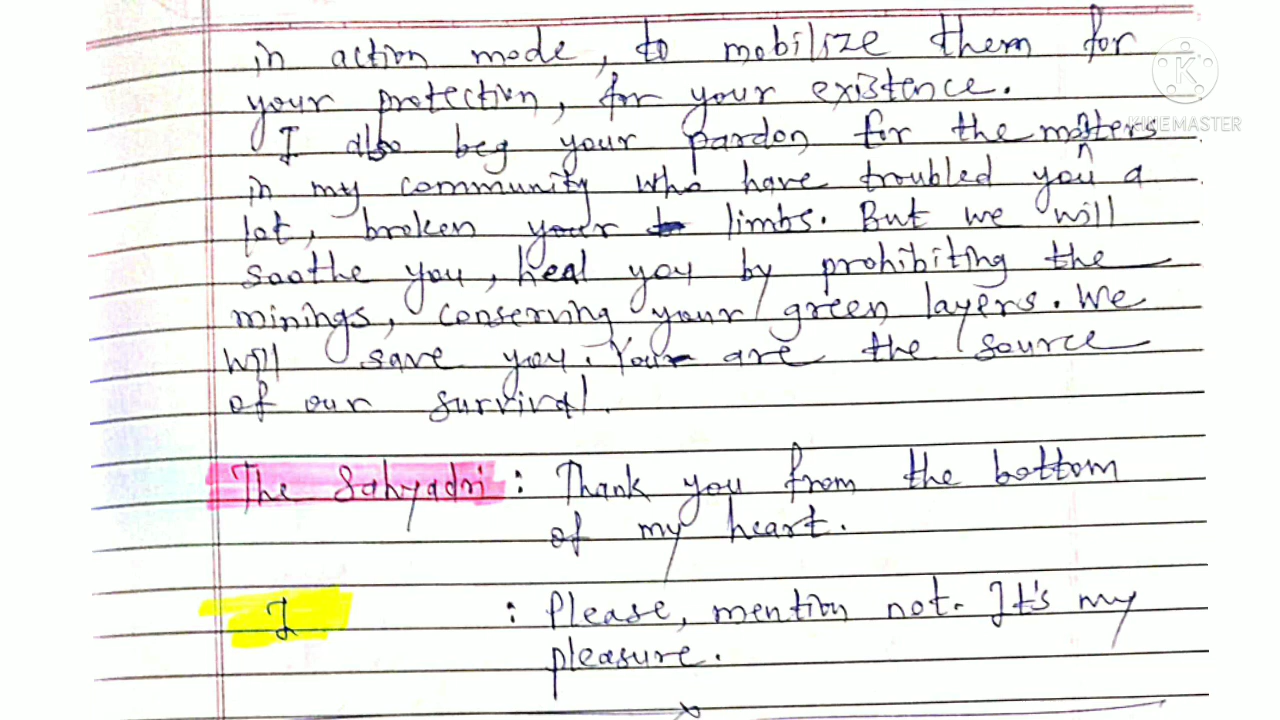 in action mode, to mobilize them for
your protection, for your existence.
I also beg your pardon for the matters
in my community who have troubled you a
lot, broken your limbs. But we will
soothe you, heal you by prohibiting the
minings, conserving your green layers. We
will save you. You are the source
of our survival.
The Sahyadri : Thank you from the bottom
of my heart.
I : Please, mention not. It's my
pleasure.
K
KINEMASTER